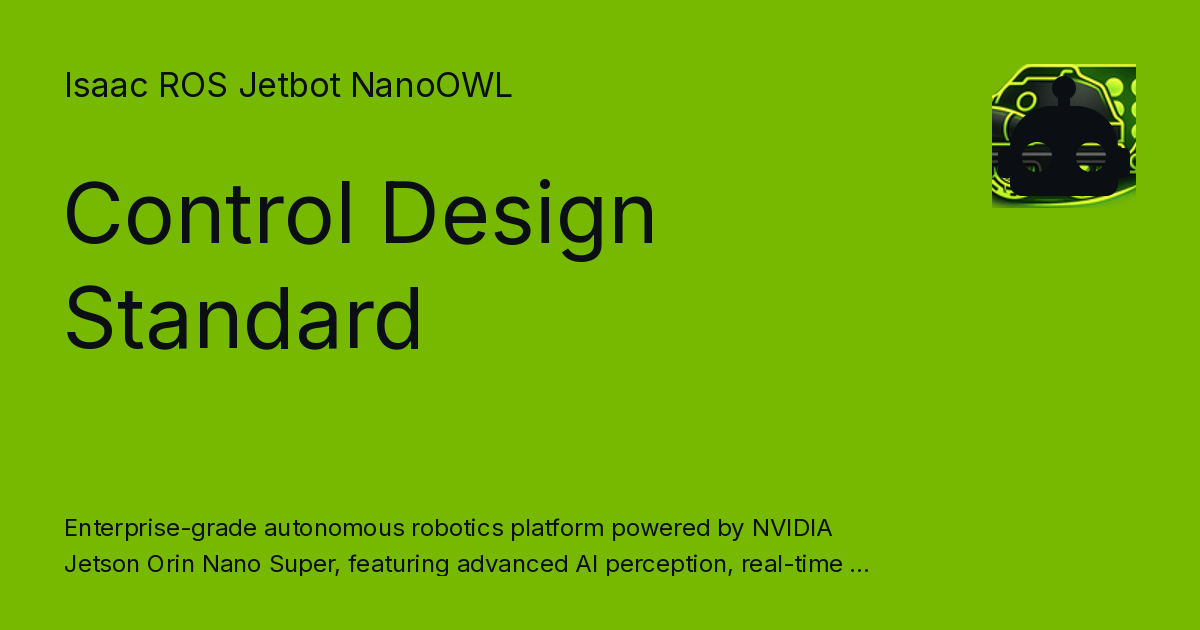 Isaac ROS Jetbot NanoOWL
Control Design
Standard
Enterprise-grade autonomous robotics platform powered by NVIDIA
Jetson Orin Nano Super, featuring advanced AI perception, real-time ...